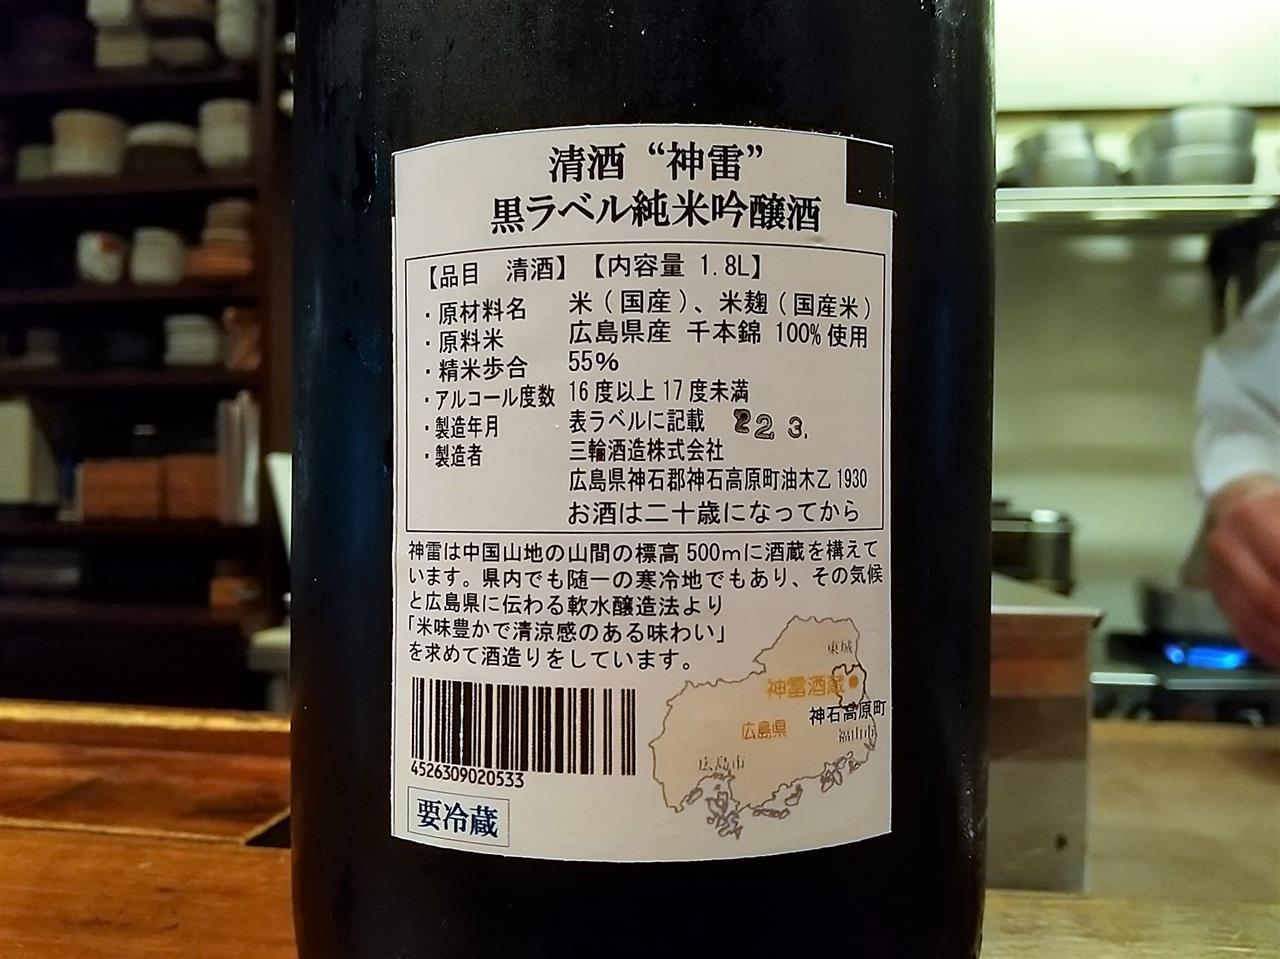 清酒 “神雷”
黒ラベル純米吟醸酒
【品目　清酒】【内容量 1.8L】
・原材料名 米（国産）、米麹（国産米）
・原料米 広島県産 千本錦 100%使用
・精米歩合 55%
・アルコール度数 16度以上17度未満
・製造年月 表ラベルに記載 22 3.
・製造者 三輪酒造株式会社
広島県神石郡神石高原町油木乙1930
お酒は二十歳になってから
神雷は中国山地の山間の標高500mに酒蔵を構えて
います。県内でも随一の寒冷地でもあり、その気候
と広島県に伝わる軟水醸造法より
「米味豊かで清涼感のある味わい」
を求めて酒造りをしています。
東城
神雷酒蔵
神石高原町
広島県
福山市
広島市
4526309020533
要冷蔵